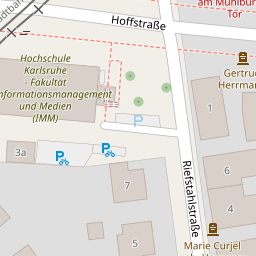 Hoffstraße
am Mühlburger
Tor
Hochschule
Karlsruhe
- Fakultät
Informationsmanagement
und Medien
(IMM)
Gertrud
Herrmann
1
P
3a
P
P
7
Riefstahlstraße
6
4
5
Marie Curjel